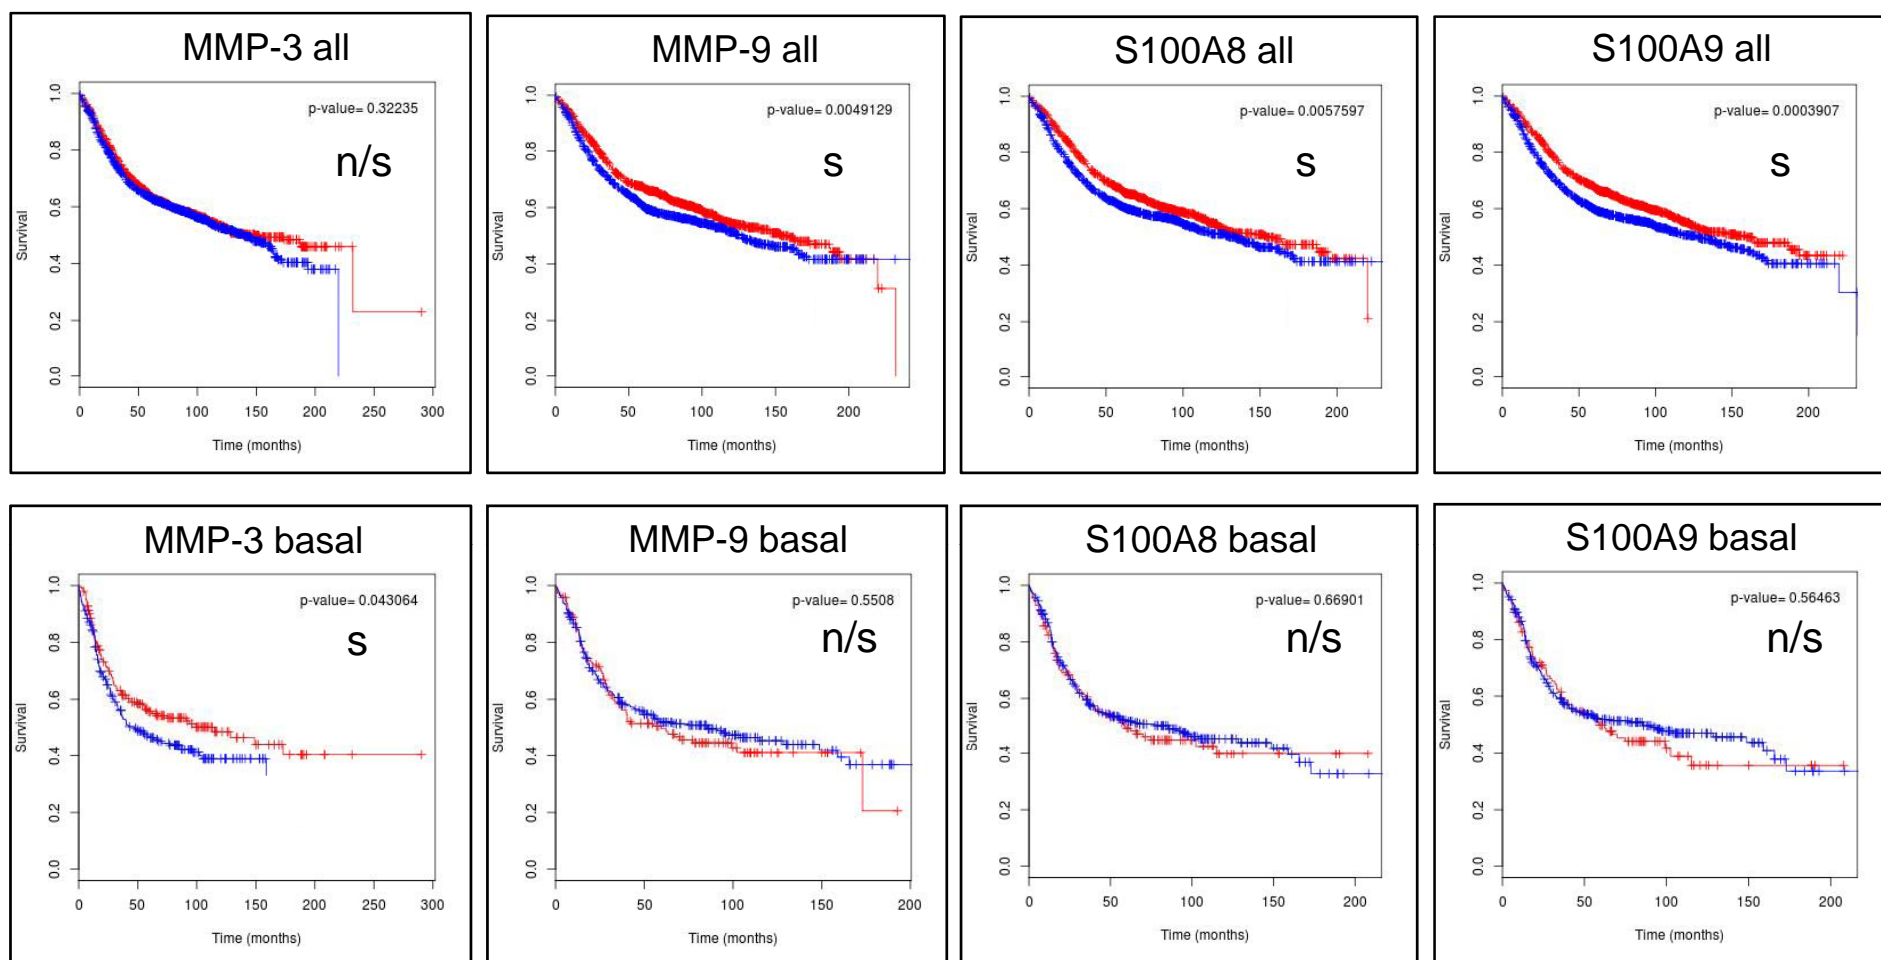 MMP-3 all
p-value= 0.32235
n/s
Survival
0.0 0.2 0.4 0.6 0.8 1.0
0 50 100 150 200 250 300
Time (months)
MMP-9 all
p-value= 0.0049129
s
Survival
0.0 0.2 0.4 0.6 0.8 1.0
0 50 100 150 200
Time (months)
S100A8 all
p-value= 0.0057597
s
Survival
0.0 0.2 0.4 0.6 0.8 1.0
0 50 100 150 200
Time (months)
S100A9 all
p-value= 0.0003907
s
Survival
0.0 0.2 0.4 0.6 0.8 1.0
0 50 100 150 200
Time (months)
MMP-3 basal
p-value= 0.043064
s
Survival
0.0 0.2 0.4 0.6 0.8 1.0
0 50 100 150 200 250 300
Time (months)
MMP-9 basal
p-value= 0.5508
n/s
Survival
0.0 0.2 0.4 0.6 0.8 1.0
0 50 100 150 200
Time (months)
S100A8 basal
p-value= 0.66901
n/s
Survival
0.0 0.2 0.4 0.6 0.8 1.0
0 50 100 150 200
Time (months)
S100A9 basal
p-value= 0.56463
n/s
Survival
0.0 0.2 0.4 0.6 0.8 1.0
0 50 100 150 200
Time (months)